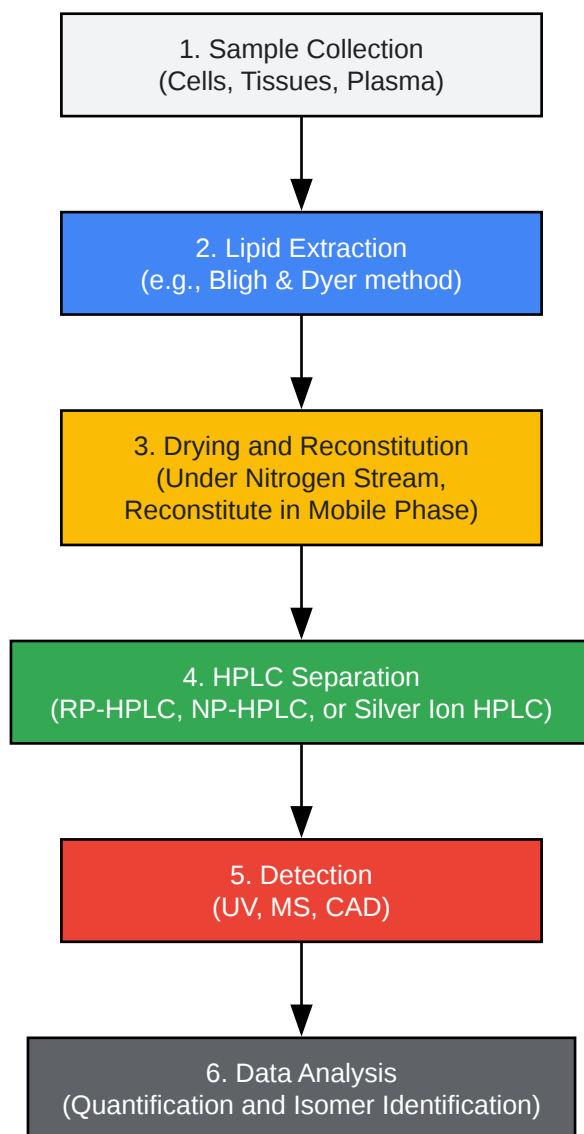 1. Sample Collection
(Cells, Tissues, Plasma)
2. Lipid Extraction
(e.g., Bligh & Dyer method)
3. Drying and Reconstitution
(Under Nitrogen Stream,
Reconstitute in Mobile Phase)
4. HPLC Separation
(RP-HPLC, NP-HPLC, or Silver Ion HPLC)
5. Detection
(UV, MS, CAD)
6. Data Analysis
(Quantification and Isomer Identification)